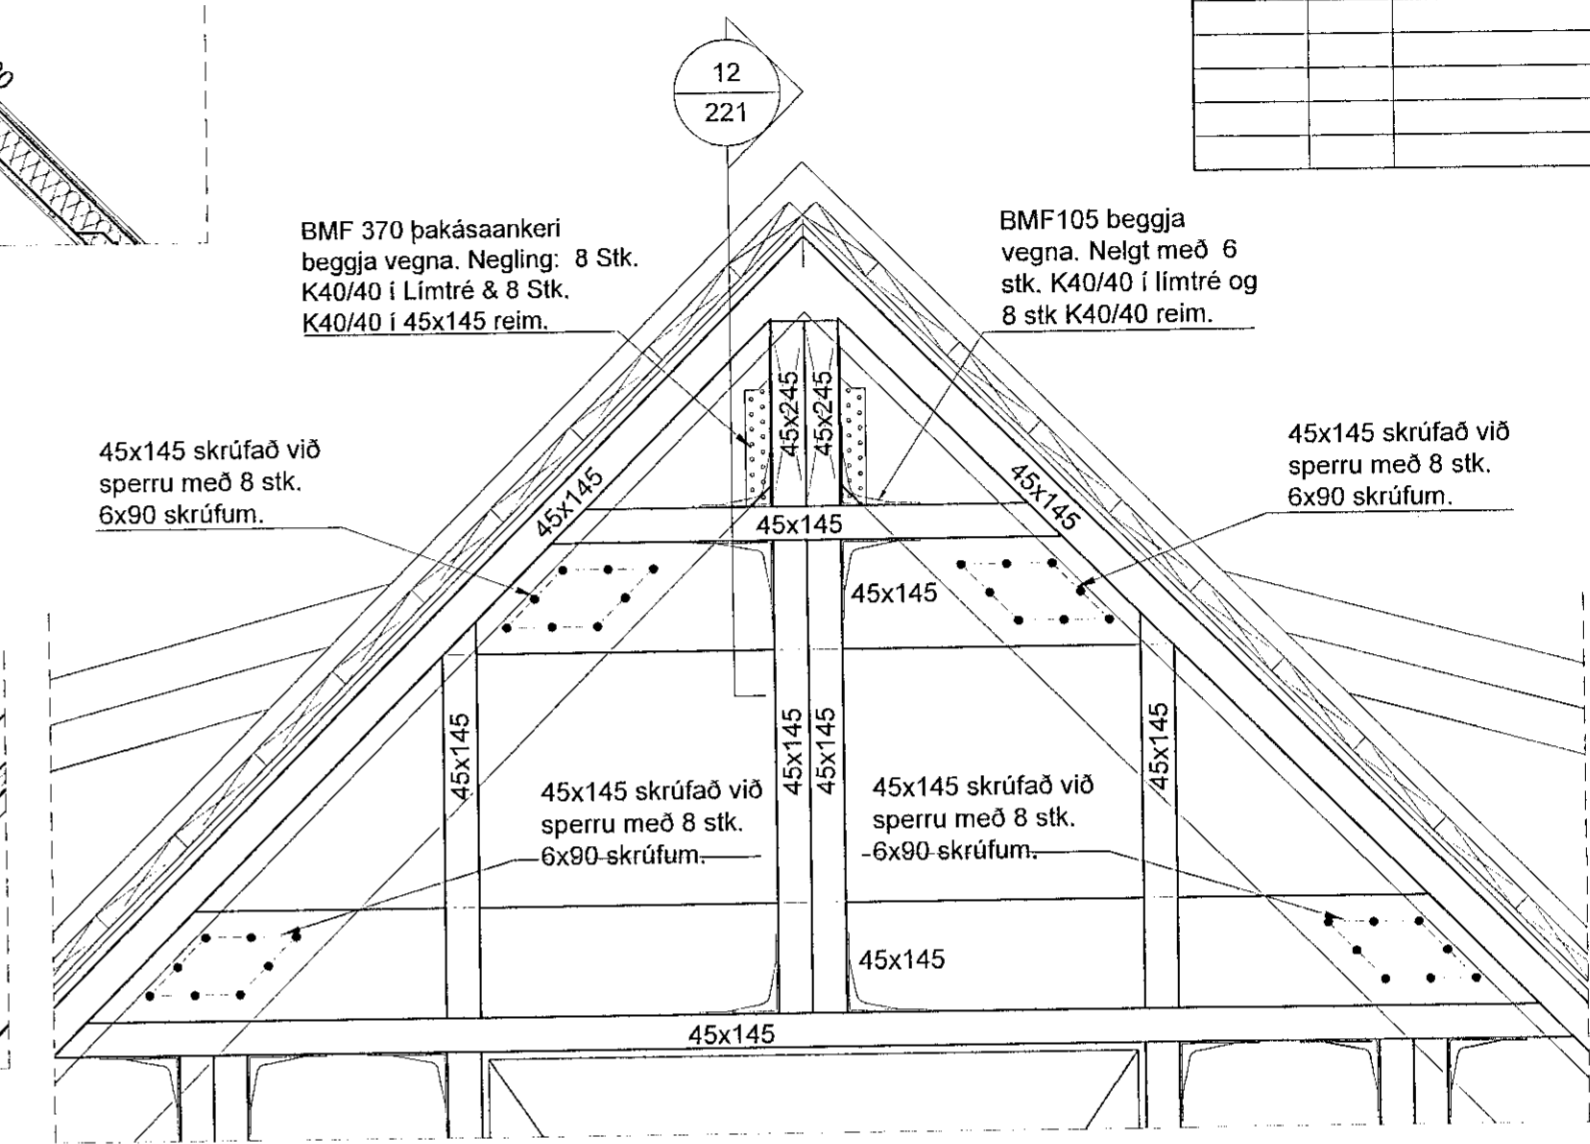 12
221
BMF 370 þakásaankeri
beggja vegna. Negling: 8 Stk.
K40/40 í Límtré & 8 Stk.
K40/40 í 45x145 reim.
BMF105 beggja
vegna. Nelgt með 6
stk. K40/40 í límtré og
8 stk K40/40 reim.
45x145 skrúfað við
sperru með 8 stk.
6x90 skrúfum.
45x145 skrúfað við
sperru með 8 stk.
6x90 skrúfum.
45x245
45x245
45x145
45x145
45x145
45x145
45x145
45x145
45x145
45x145
45x145 skrúfað við
sperru með 8 stk.
6x90 skrúfum.
45x145 skrúfað við
sperru með 8 stk.
6x90 skrúfum.
45x145
45x145